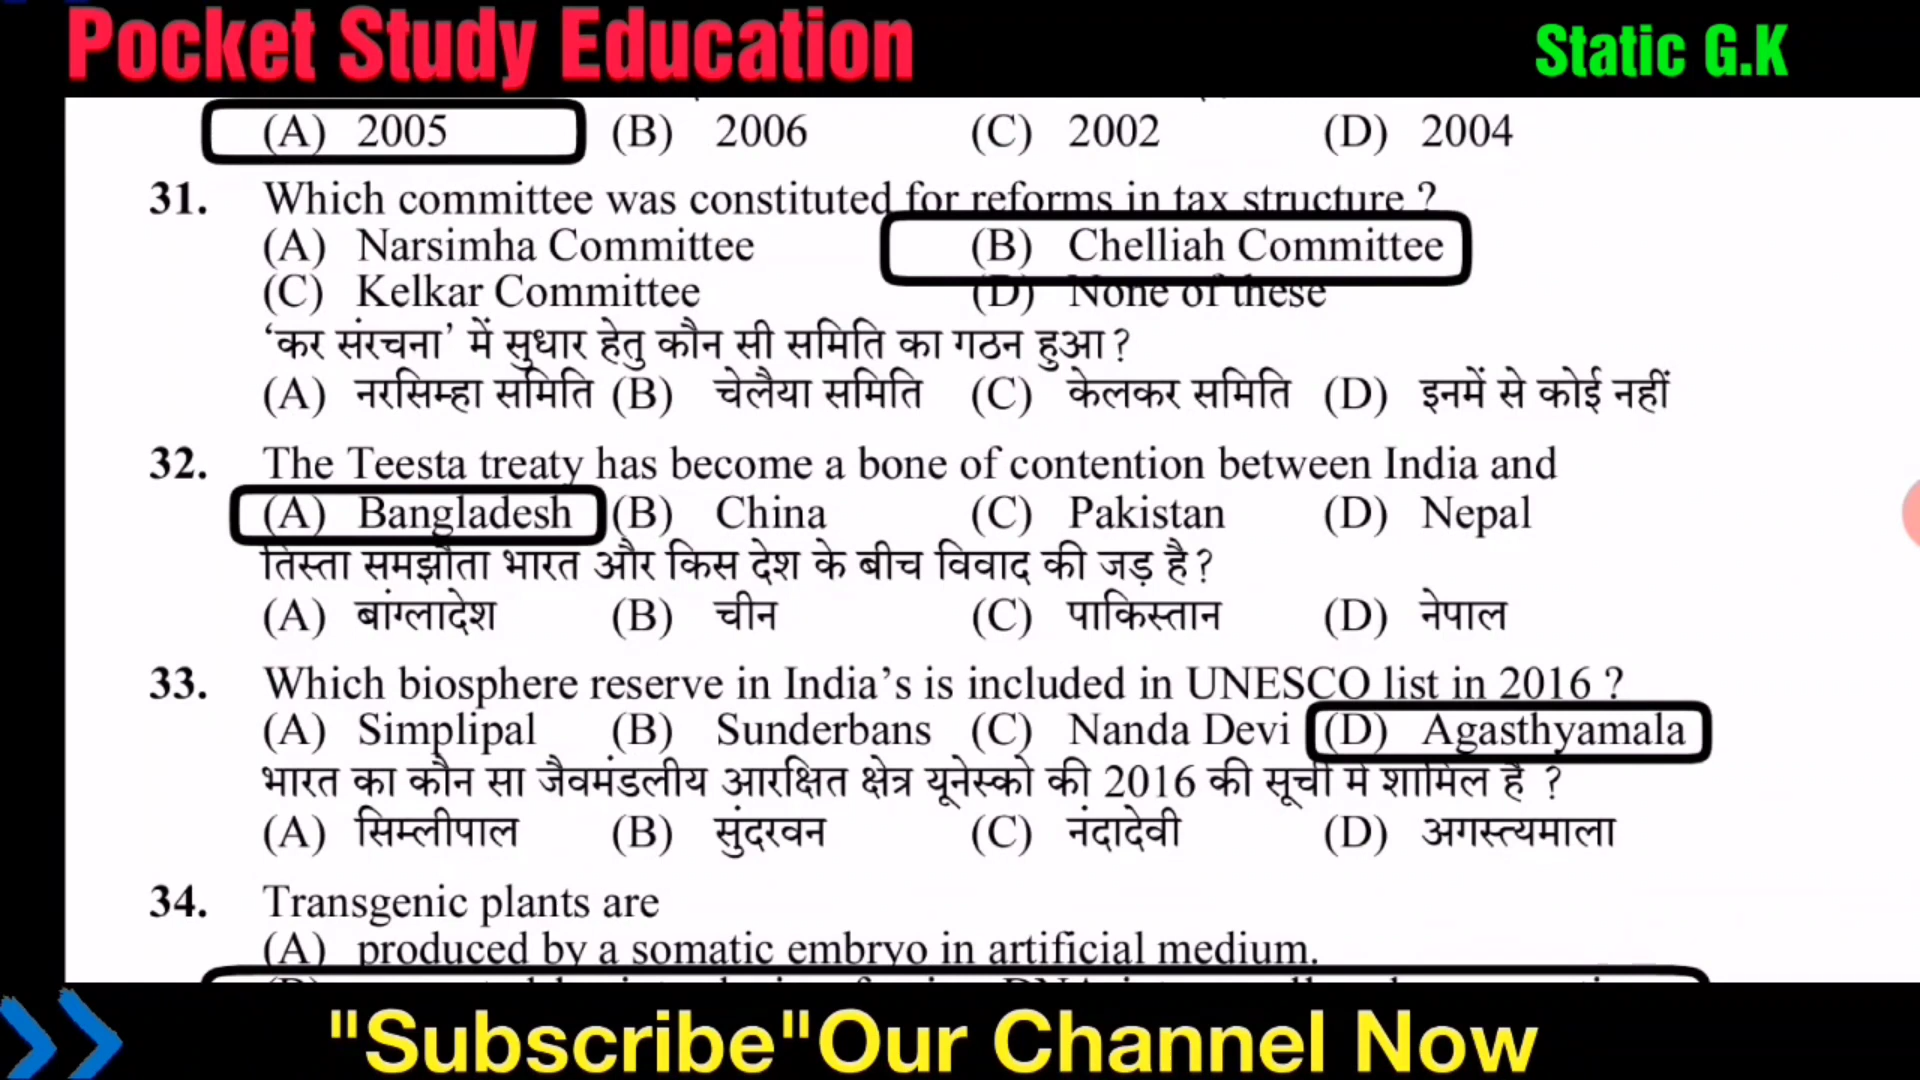 Pocket Study Education
Static G.K
(A) 2005 (B) 2006 (C) 2002 (D) 2004
31. Which committee was constituted for reforms in tax structure ?
(A) Narsimha Committee (B) Chelliah Committee
(C) Kelkar Committee (D) None of these
‘कर संरचना’ में सुधार हेतु कौन सी समिति का गठन हुआ ?
(A) नरसिम्हा समिति (B) चेलैया समिति (C) केलकर समिति (D) इनमें से कोई नहीं
32. The Teesta treaty has become a bone of contention between India and
(A) Bangladesh (B) China (C) Pakistan (D) Nepal
तिस्ता समझौता भारत और किस देश के बीच विवाद की जड़ है ?
(A) बांग्लादेश (B) चीन (C) पाकिस्तान (D) नेपाल
33. Which biosphere reserve in India’s is included in UNESCO list in 2016 ?
(A) Simplipal (B) Sunderbans (C) Nanda Devi (D) Agasthyamala
भारत का कौन सा जैवमंडलीय आरक्षित क्षेत्र यूनेस्को की 2016 की सूची में शामिल है ?
(A) सिम्लीपाल (B) सुंदरवन (C) नंदादेवी (D) अगस्त्यमाला
34. Transgenic plants are
(A) produced by a somatic embryo in artificial medium.
"Subscribe"Our Channel Now